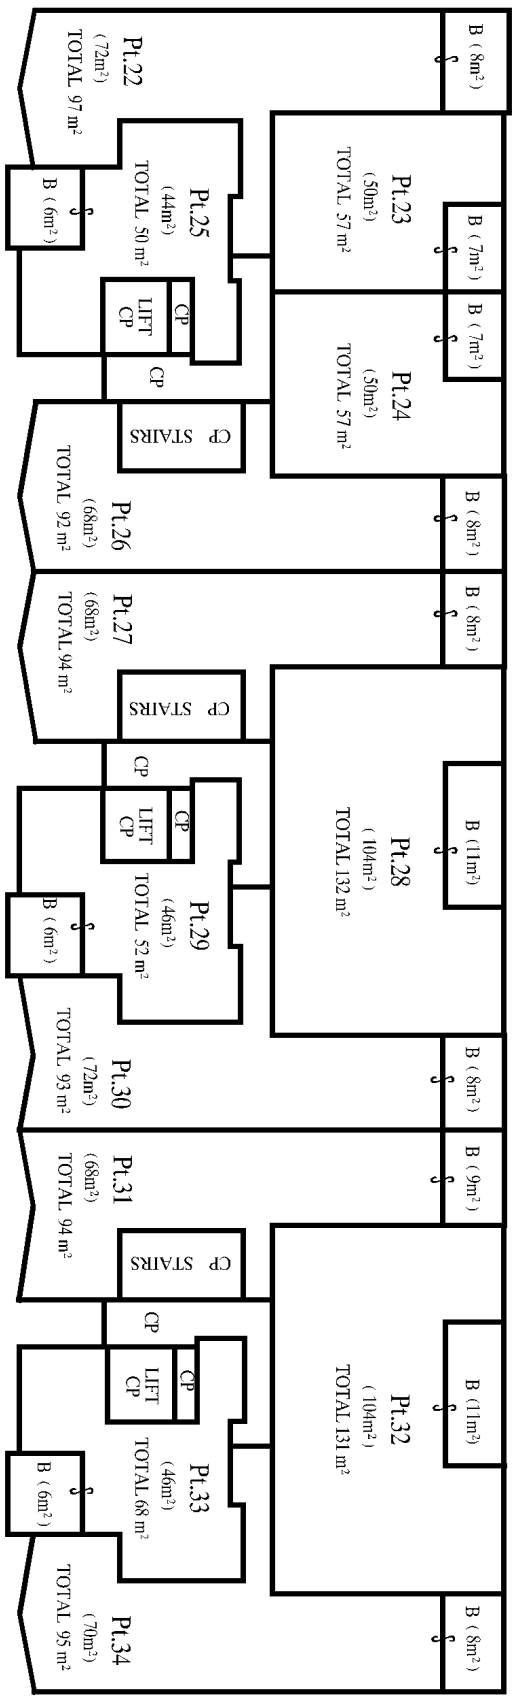 B ( 8m²)
Pt.22
(72m²)
TOTAL 97 m²
Pt.23
(50m²)
TOTAL 57 m²
B ( 7m²)
Pt.25
(44m²)
TOTAL 50 m²
B ( 6m²)
CP
LIFT
CP
CP
B ( 7m²)
Pt.24
(50m²)
TOTAL 57 m²
CP STAIRS
B ( 8m²)
Pt.26
(68m²)
TOTAL 92 m²
B ( 8m²)
Pt.27
(68m²)
TOTAL 94 m²
CP STAIRS
CP
CP
LIFT
CP
B (11m²)
Pt.28
( 104m²)
TOTAL 132 m²
Pt.29
(46m²)
TOTAL 52 m²
B ( 6m²)
B ( 8m²)
Pt.30
(72m²)
TOTAL 93 m²
B ( 9m²)
Pt.31
(68m²)
TOTAL 94 m²
CP STAIRS
CP
CP
LIFT
CP
B (11m²)
Pt.32
( 104m²)
TOTAL 131 m²
Pt.33
(46m²)
TOTAL 68 m²
B ( 6m²)
B ( 8m²)
Pt.34
(70m²)
TOTAL 95 m²